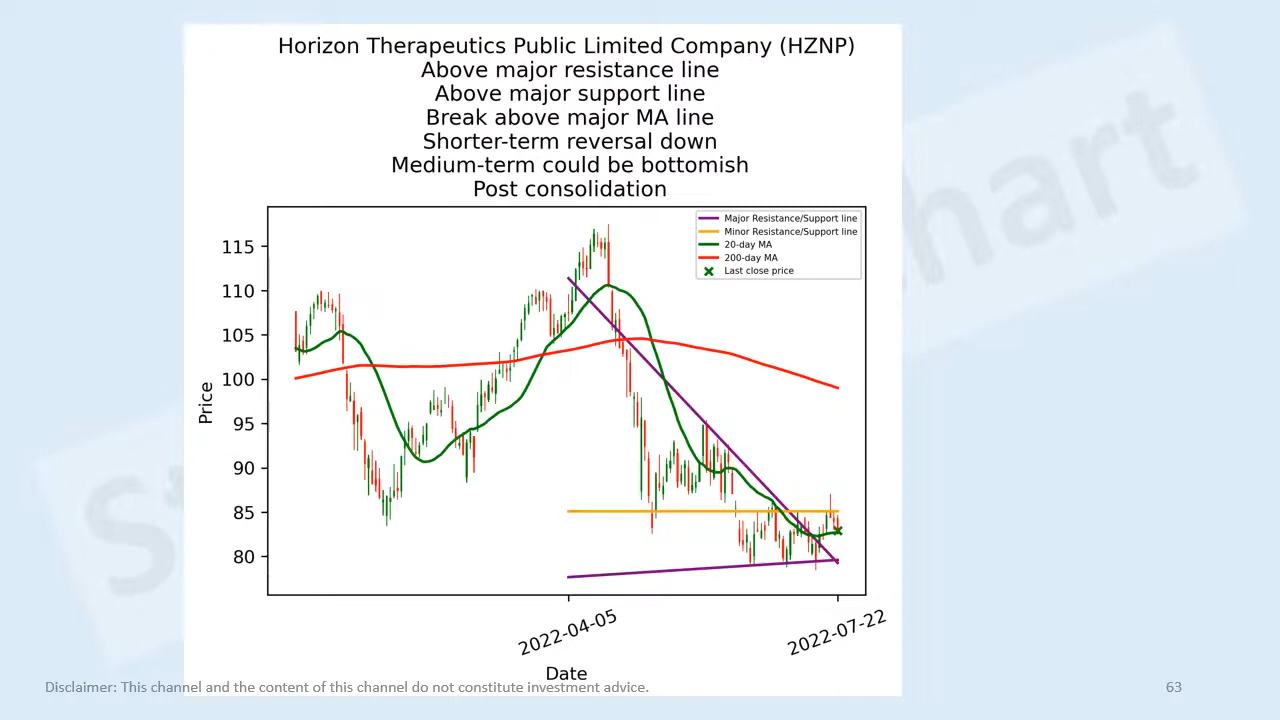 Horizon Therapeutics Public Limited Company (HZNP)
Above major resistance line
Above major support line
Break above major MA line
Shorter-term reversal down
Medium-term could be bottomish
Post consolidation
Major Resistance/Support line
Minor Resistance/Support line
20-day MA
200-day MA
Last close price
115
110
105
100
95
90
85
80
Price
2022-04-05
2022-07-22
Date
Disclaimer: This channel and the content of this channel do not constitute investment advice.
63